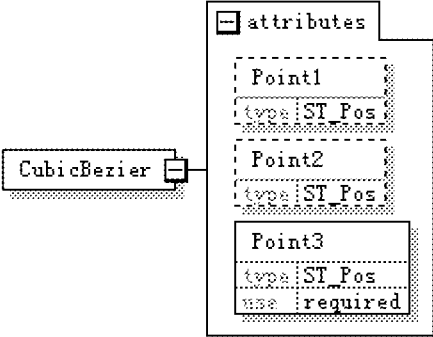 attributes
Point1
type ST_Pos
Point2
type ST_Pos
CubicBezier
Point3
type ST_Pos
use required